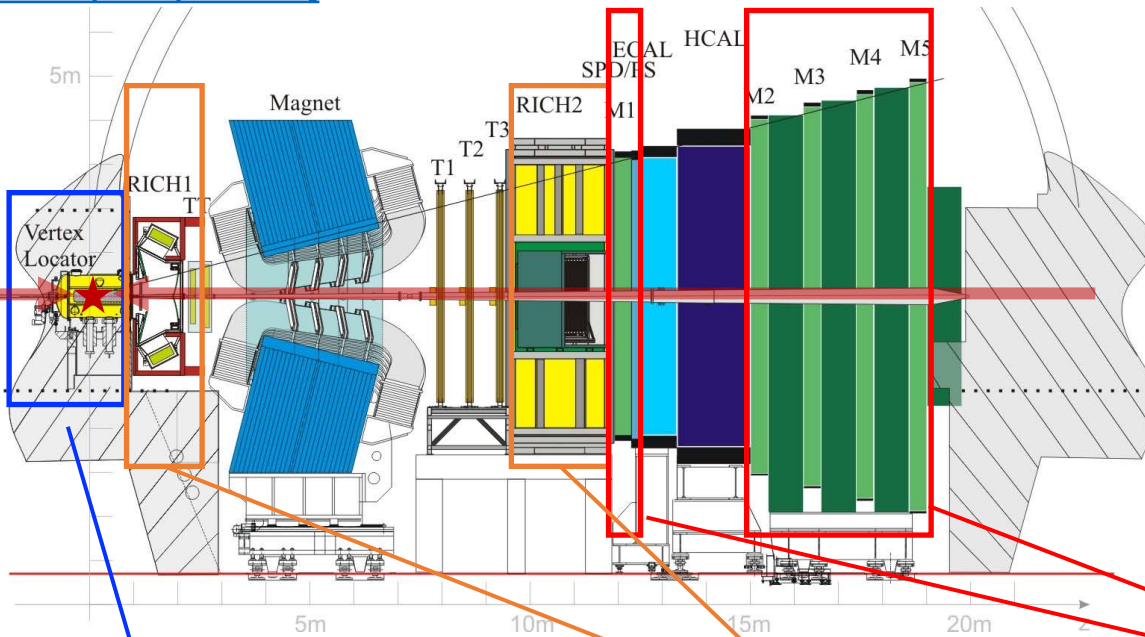 5m
Magnet
RICH1
TT
Vertex
Locator
T1
T2
T3
RICH2
SPD/PS
ECAL
HCAL
M1
M2
M3
M4
M5
5m
10m
15m
20m
z